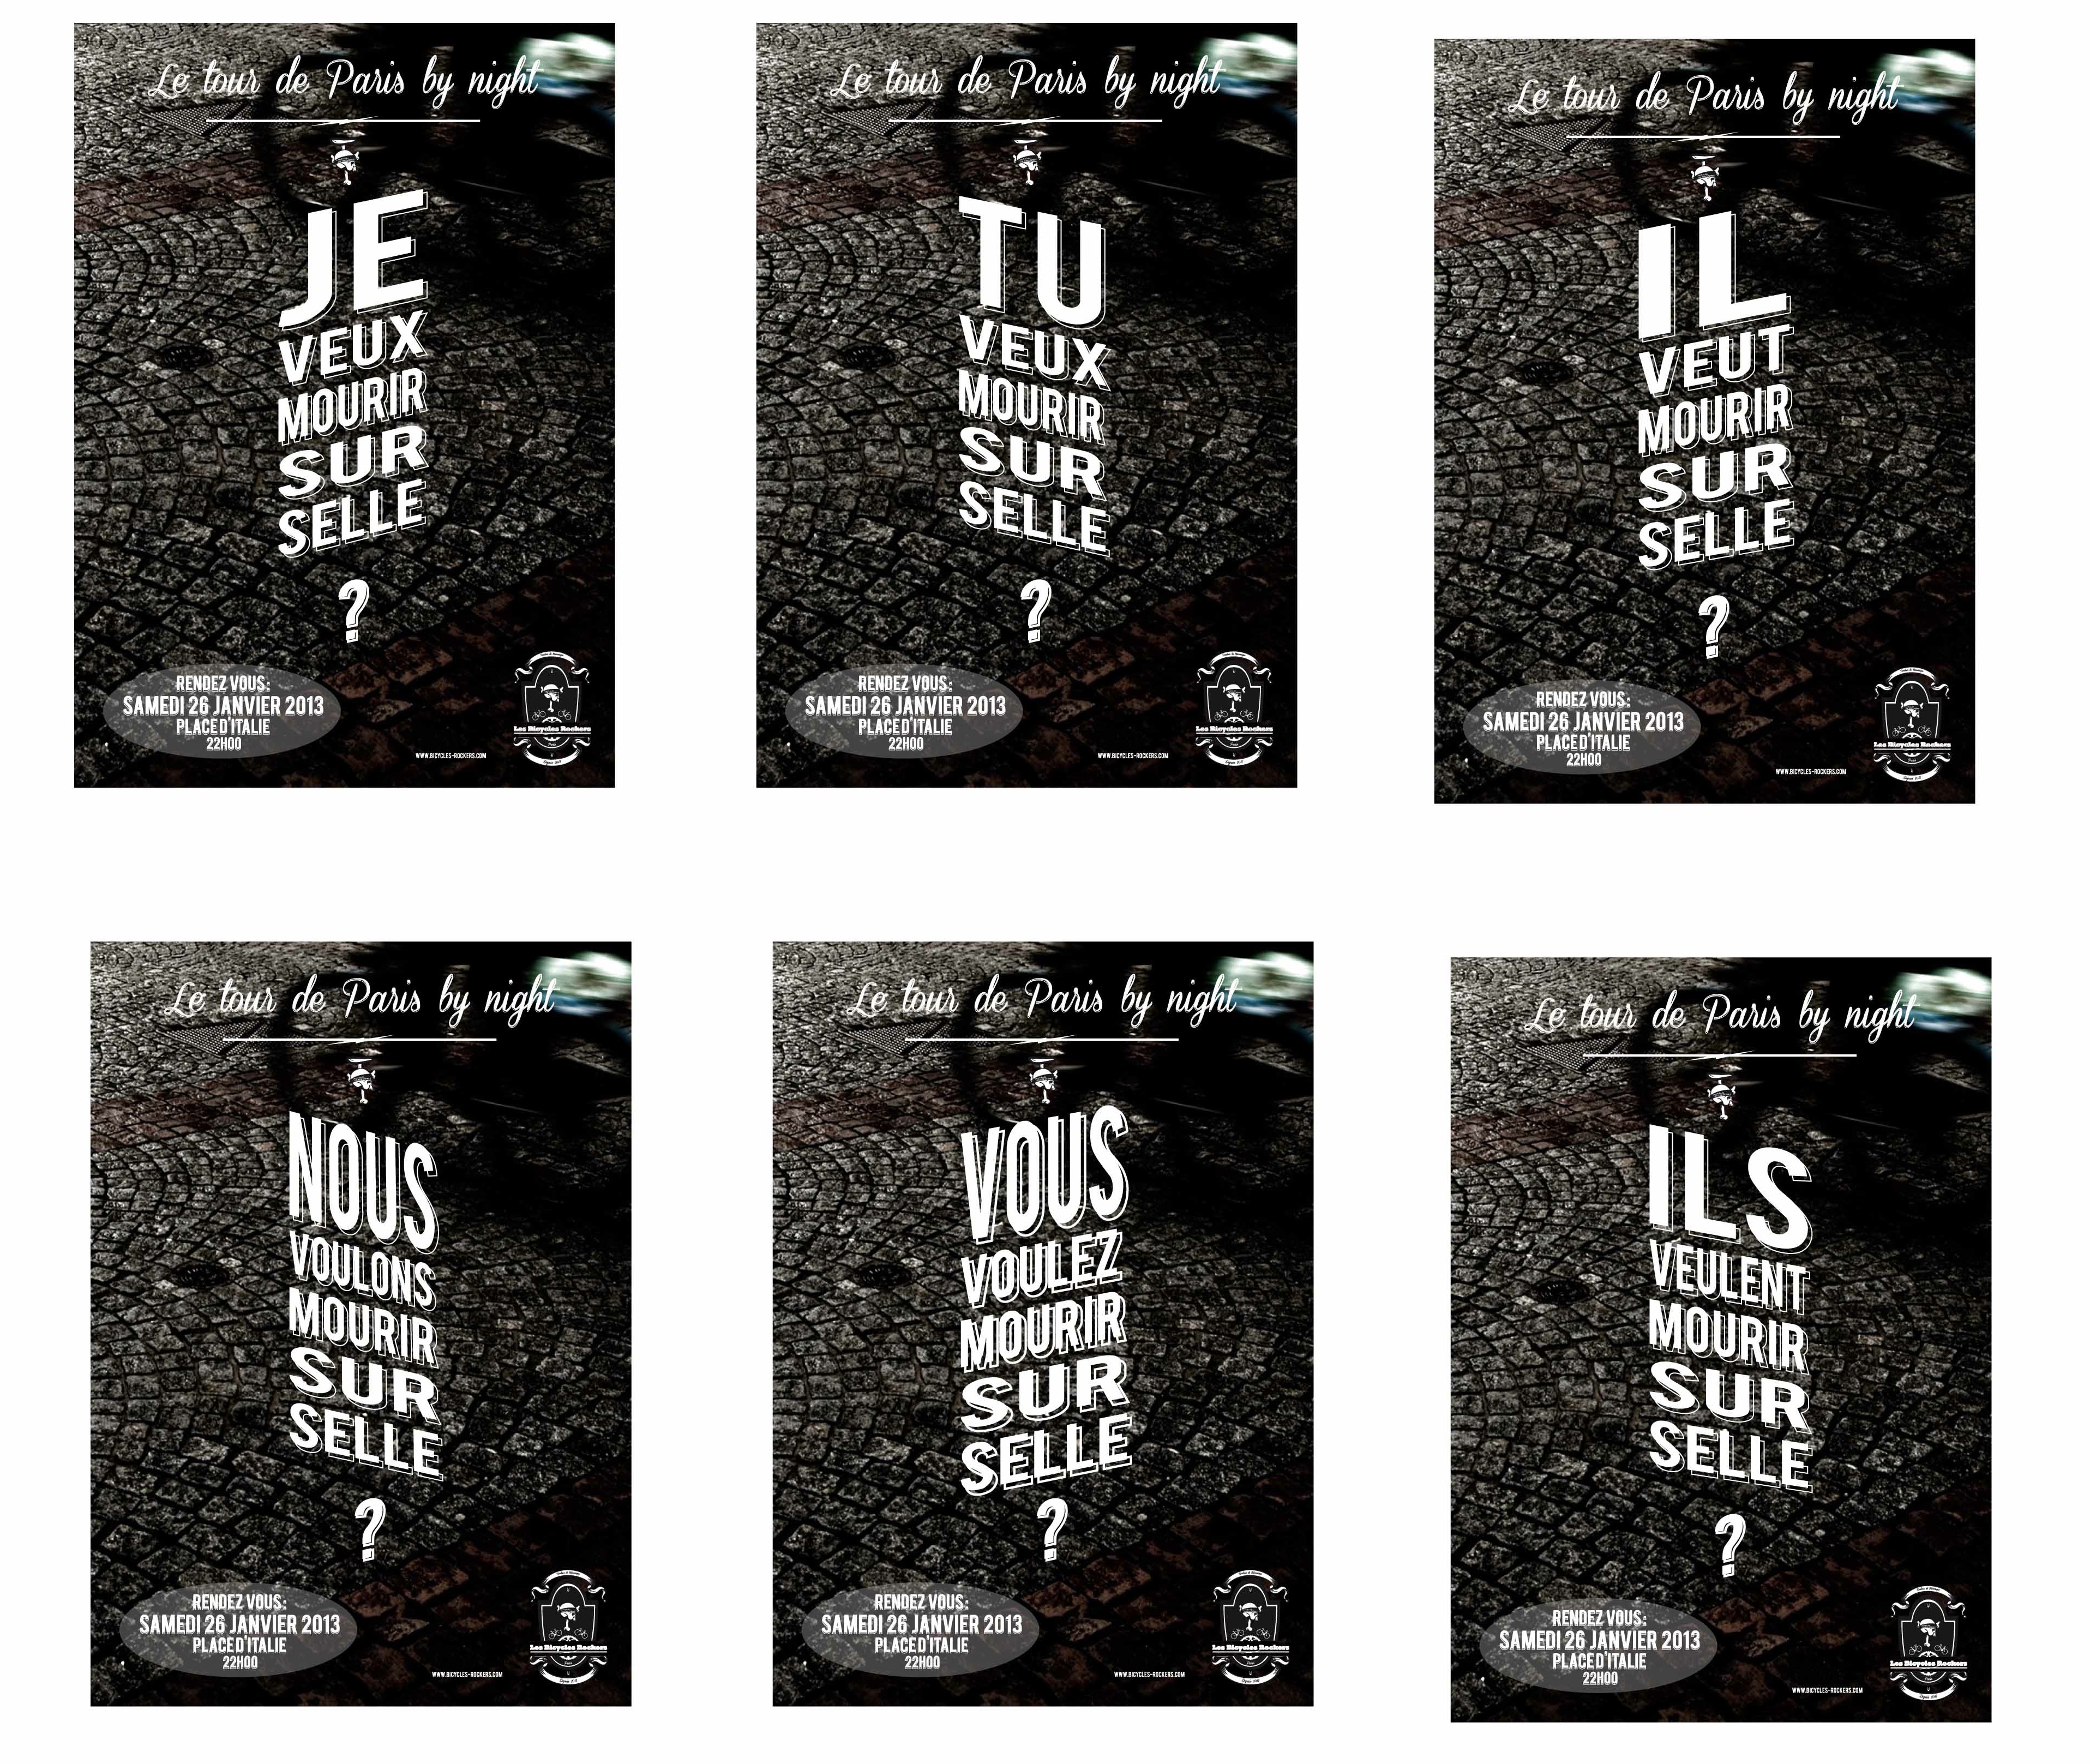 Le tour de Paris by night
JE
VEUX
MOURIR
SUR
SELLE
?
RENDEZ VOUS:
SAMEDI 26 JANVIER 2013
PLACE D'ITALIE
22H00
WWW.BICYCLES-ROCKERS.COM
Les Bicycles Rockers
Paris
Le tour de Paris by night
TU
VEUX
MOURIR
SUR
SELLE
?
RENDEZ VOUS:
SAMEDI 26 JANVIER 2013
PLACE D'ITALIE
22H00
WWW.BICYCLES-ROCKERS.COM
Les Bicycles Rockers
Paris
Le tour de Paris by night
IL
VEUT
MOURIR
SUR
SELLE
?
RENDEZ VOUS:
SAMEDI 26 JANVIER 2013
PLACE D'ITALIE
22H00
WWW.BICYCLES-ROCKERS.COM
Les Bicycles Rockers
Paris
Le tour de Paris by night
NOUS
VOULONS
MOURIR
SUR
SELLE
?
RENDEZ VOUS:
SAMEDI 26 JANVIER 2013
PLACE D'ITALIE
22H00
WWW.BICYCLES-ROCKERS.COM
Les Bicycles Rockers
Paris
Le tour de Paris by night
VOUS
VOULEZ
MOURIR
SUR
SELLE
?
RENDEZ VOUS:
SAMEDI 26 JANVIER 2013
PLACE D'ITALIE
22H00
WWW.BICYCLES-ROCKERS.COM
Les Bicycles Rockers
Paris
Le tour de Paris by night
ILS
VEULENT
MOURIR
SUR
SELLE
?
RENDEZ VOUS:
SAMEDI 26 JANVIER 2013
PLACE D'ITALIE
22H00
WWW.BICYCLES-ROCKERS.COM
Les Bicycles Rockers
Paris